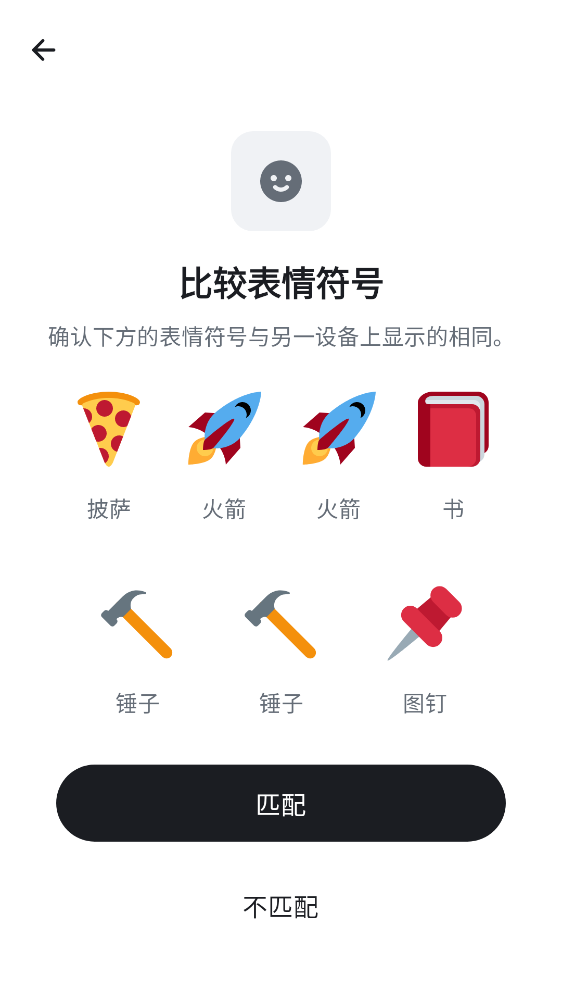 比较表情符号
确认下方的表情符号与另一设备上显示的相同。
披萨 火箭 火箭 书
锤子 锤子 图钉
匹配
不匹配